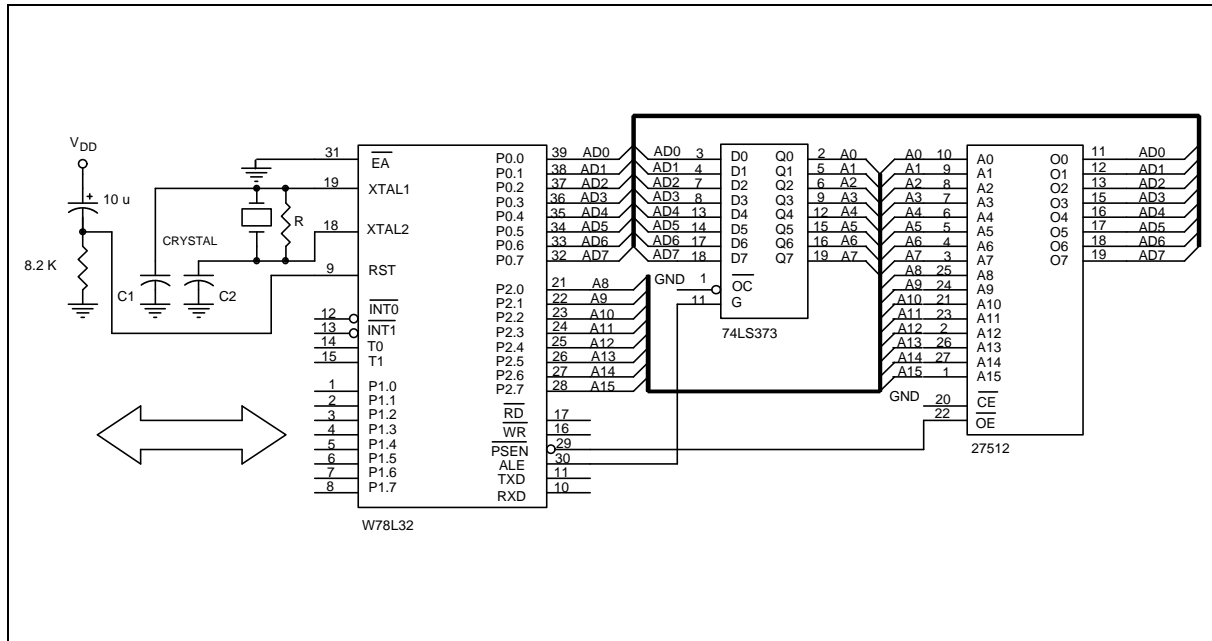 VDD
10 u
8.2 K
C1
C2
CRYSTAL
R
31 EA
19 XTAL1
18 XTAL2
9 RST
12 INT0
13 INT1
14 T0
15 T1
1 P1.0
2 P1.1
3 P1.2
4 P1.3
5 P1.4
6 P1.5
7 P1.6
8 P1.7
P0.0 39 AD0
P0.1 38 AD1
P0.2 37 AD2
P0.3 36 AD3
P0.4 35 AD4
P0.5 34 AD5
P0.6 33 AD6
P0.7 32 AD7
P2.0 21 A8
P2.1 22 A9
P2.2 23 A10
P2.3 24 A11
P2.4 25 A12
P2.5 26 A13
P2.6 27 A14
P2.7 28 A15
RD 17
WR 16
PSEN 29
ALE 30
TXD 11
RXD 10
W78L32
AD0 3 D0 Q0 2 A0
AD1 4 D1 Q1 5 A1
AD2 7 D2 Q2 6 A2
AD3 8 D3 Q3 9 A3
AD4 13 D4 Q4 12 A4
AD5 14 D5 Q5 15 A5
AD6 17 D6 Q6 16 A6
AD7 18 D7 Q7 19 A7
GND 1 OC
11 G
74LS373
A0 10 A0 O0 11 AD0
A1 9 A1 O1 12 AD1
A2 8 A2 O2 13 AD2
A3 7 A3 O3 15 AD3
A4 6 A4 O4 16 AD4
A5 5 A5 O5 17 AD5
A6 4 A6 O6 18 AD6
A7 3 A7 O7 19 AD7
A8 25 A8
A9 24 A9
A10 21 A10
A11 23 A11
A12 2 A12
A13 26 A13
A14 27 A14
A15 1 A15
GND 20 CE
22 OE
27512